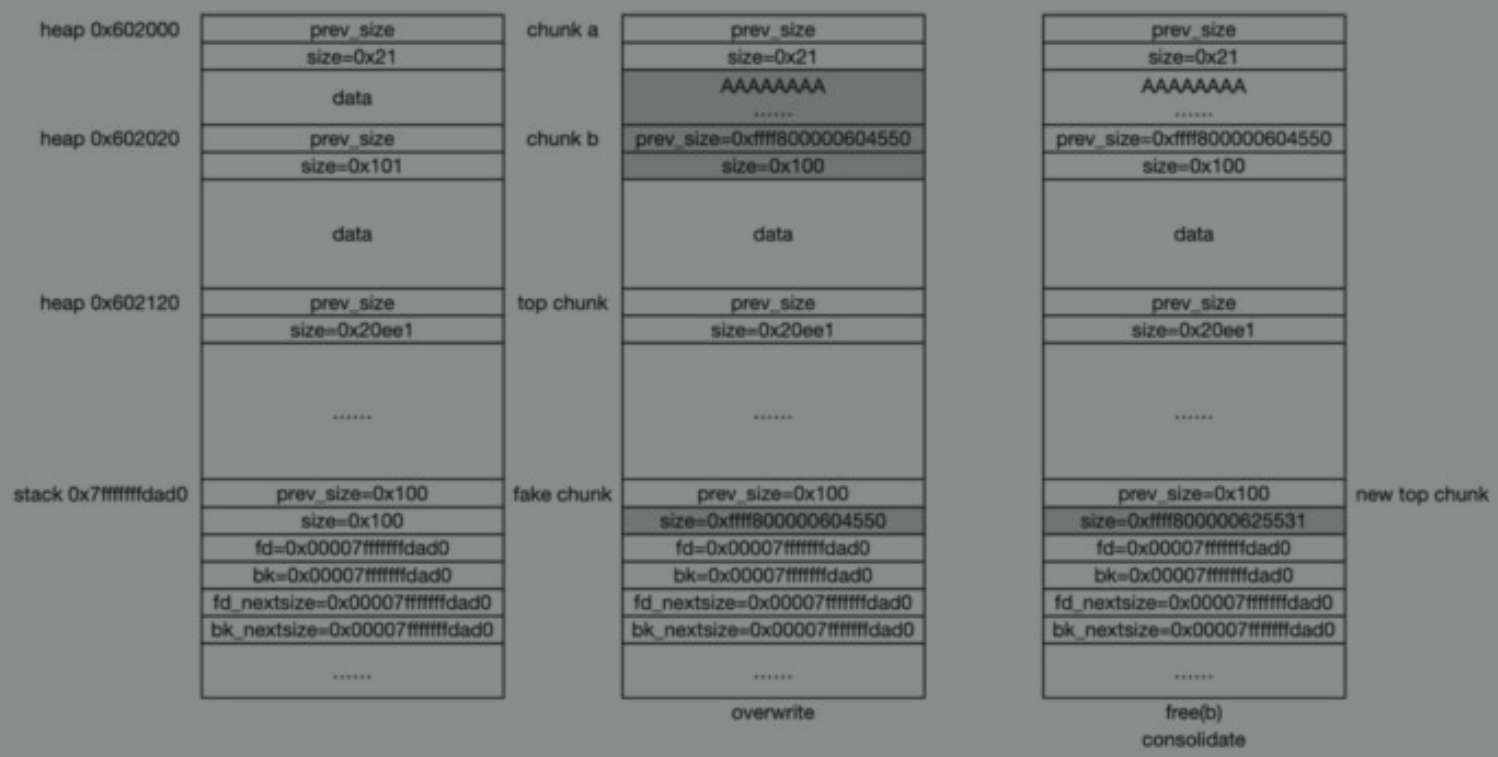 heap 0x602000 prev_size chunk a prev_size prev_size
size=0x21 size=0x21 size=0x21
data AAAAAAAA AAAAAAAA
...... ......
heap 0x602020 prev_size chunk b prev_size=0xffff800000604550 prev_size=0xffff800000604550
size=0x101 size=0x100 size=0x100
data data data
heap 0x602120 prev_size top chunk prev_size prev_size
size=0x20ee1 size=0x20ee1 size=0x20ee1
...... ...... ......
stack 0x7fffffffdad0 prev_size=0x100 fake chunk prev_size=0x100 prev_size=0x100 new top chunk
size=0x100 size=0xffff800000604550 size=0xffff800000625531
fd=0x00007fffffffdad0 fd=0x00007fffffffdad0 fd=0x00007fffffffdad0
bk=0x00007fffffffdad0 bk=0x00007fffffffdad0 bk=0x00007fffffffdad0
fd_nextsize=0x00007fffffffdad0 fd_nextsize=0x00007fffffffdad0 fd_nextsize=0x00007fffffffdad0
bk_nextsize=0x00007fffffffdad0 bk_nextsize=0x00007fffffffdad0 bk_nextsize=0x00007fffffffdad0
...... ...... ......
overwrite free(b)
consolidate